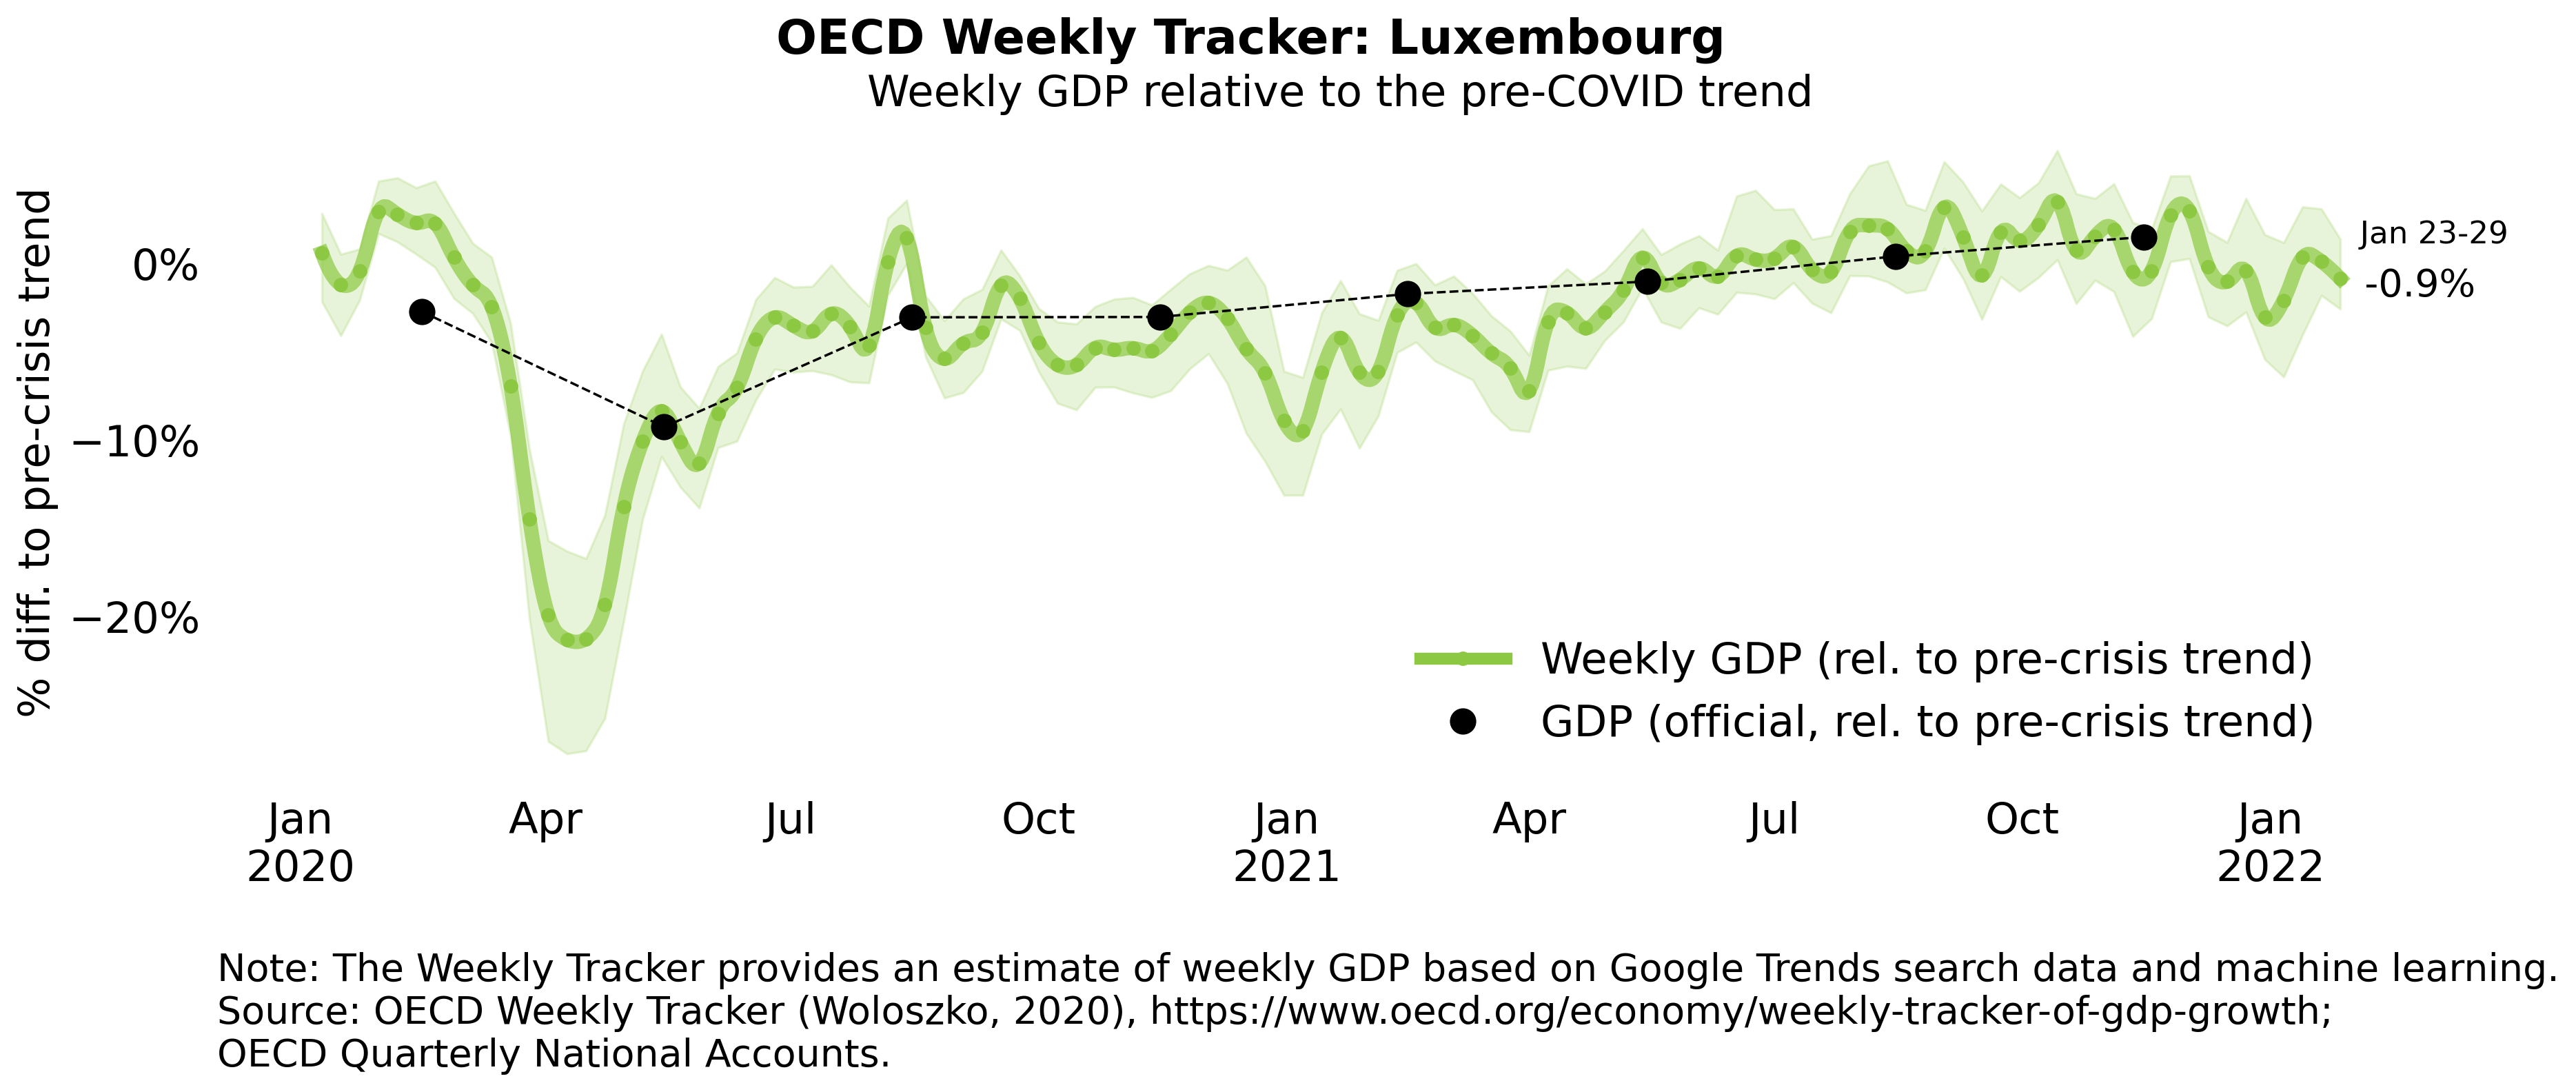 OECD Weekly Tracker: Luxembourg
Weekly GDP relative to the pre-COVID trend
% diff. to pre-crisis trend
0%
−10%
−20%
Jan 23-29
-0.9%
Weekly GDP (rel. to pre-crisis trend)
GDP (official, rel. to pre-crisis trend)
Jan Apr Jul Oct Jan Apr Jul Oct Jan
2020 2021 2022
Note: The Weekly Tracker provides an estimate of weekly GDP based on Google Trends search data and machine learning.
Source: OECD Weekly Tracker (Woloszko, 2020), https://www.oecd.org/economy/weekly-tracker-of-gdp-growth;
OECD Quarterly National Accounts.